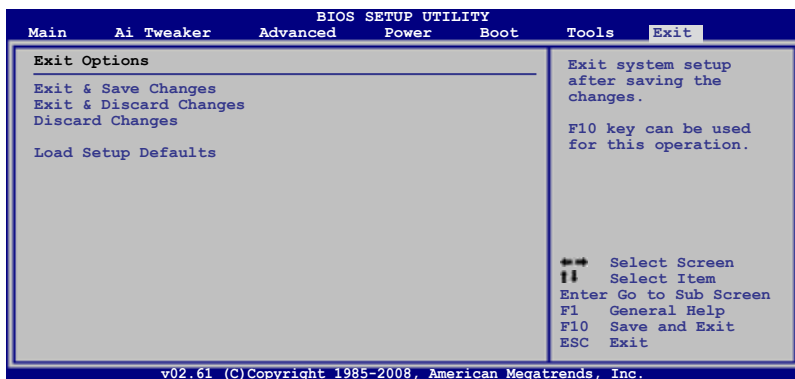 BIOS SETUP UTILITY
Main Ai Tweaker Advanced Power Boot Tools Exit
Exit Options
Exit & Save Changes
Exit & Discard Changes
Discard Changes
Load Setup Defaults
Exit system setup
after saving the
changes.
F10 key can be used
for this operation.
Select Screen
Select Item
Enter Go to Sub Screen
F1 General Help
F10 Save and Exit
ESC Exit
v02.61 (C)Copyright 1985-2008, American Megatrends, Inc.